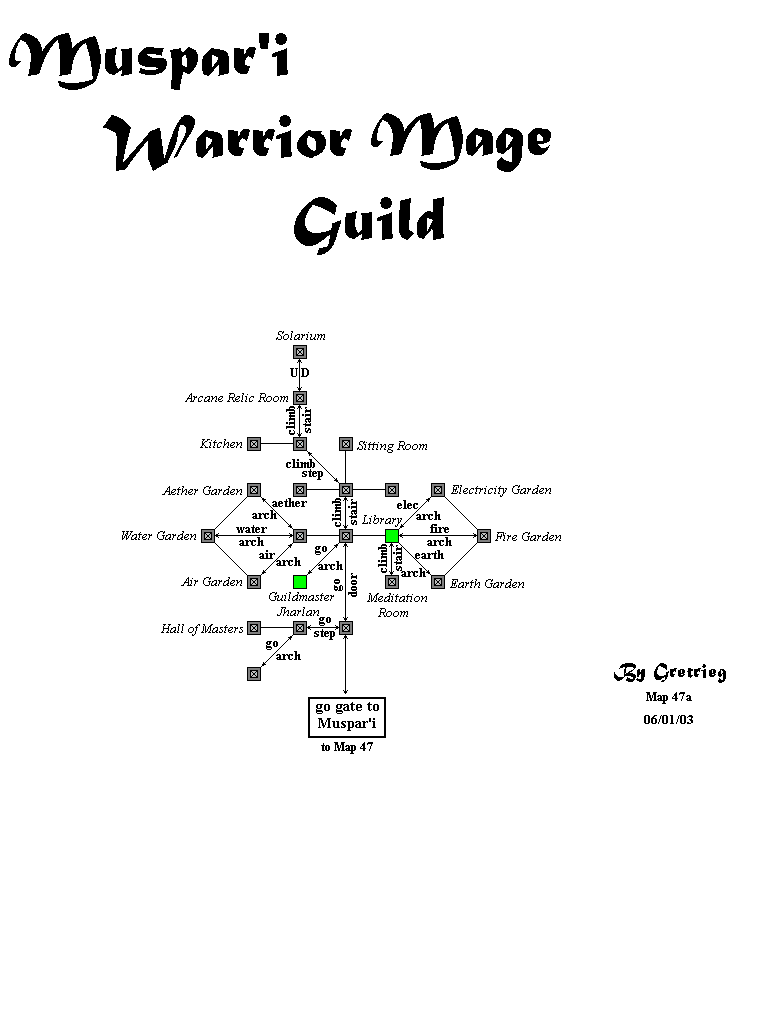 Muspar'i
Warrior Mage
Guild
Solarium
U D
Arcane Relic Room
climb
stair
Kitchen
Sitting Room
climb
step
Aether Garden
Electricity Garden
aether
arch
climb
stair
elec
arch
Library
Water Garden
water
arch
fire
arch
Fire Garden
air
arch
go
arch
climb
stair
earth
arch
Air Garden
Earth Garden
Guildmaster
Jharlan
go
door
Meditation
Room
Hall of Masters
go
step
go
arch
go gate to
Muspar'i
to Map 47
By Gretrieg
Map 47a
06/01/03